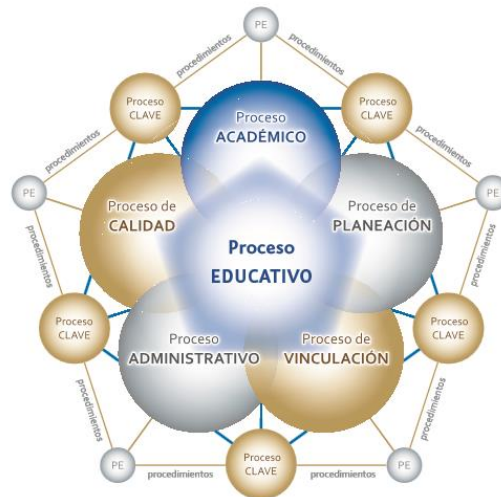 PE
procedimientos
procedimientos
Proceso
CLAVE
Proceso
CLAVE
Proceso
ACADÉMICO
procedimientos
procedimientos
PE
PE
Proceso de
CALIDAD
Proceso de
PLANEACIÓN
Proceso
EDUCATIVO
procedimientos
procedimientos
Proceso
CLAVE
Proceso
CLAVE
Proceso
ADMINISTRATIVO
Proceso de
VINCULACIÓN
procedimientos
procedimientos
PE
procedimientos
Proceso
CLAVE
procedimientos
PE